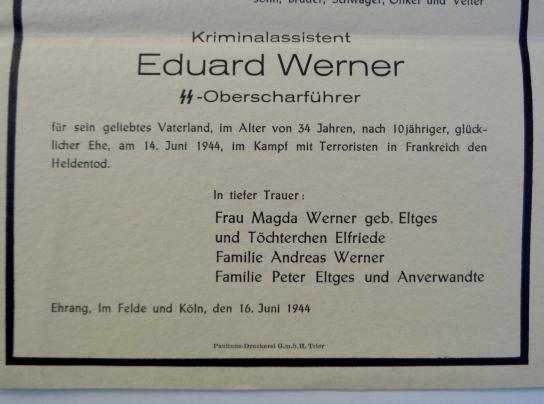 Sohn, Bruder, Schwager, Onkel und Vetter
Kriminalassistent
Eduard Werner
ᛋᛋ-Oberscharführer
für sein geliebtes Vaterland, im Alter von 34 Jahren, nach 10jähriger, glück-
licher Ehe, am 14. Juni 1944, im Kampf mit Terroristen in Frankreich den
Heldentod.
In tiefer Trauer:
Frau Magda Werner geb. Eltges
und Töchterchen Elfriede
Familie Andreas Werner
Familie Peter Eltges und Anverwandte
Ehrang, Im Felde und Köln, den 16. Juni 1944
Paulinus-Druckerei G.m.b.H. Trier